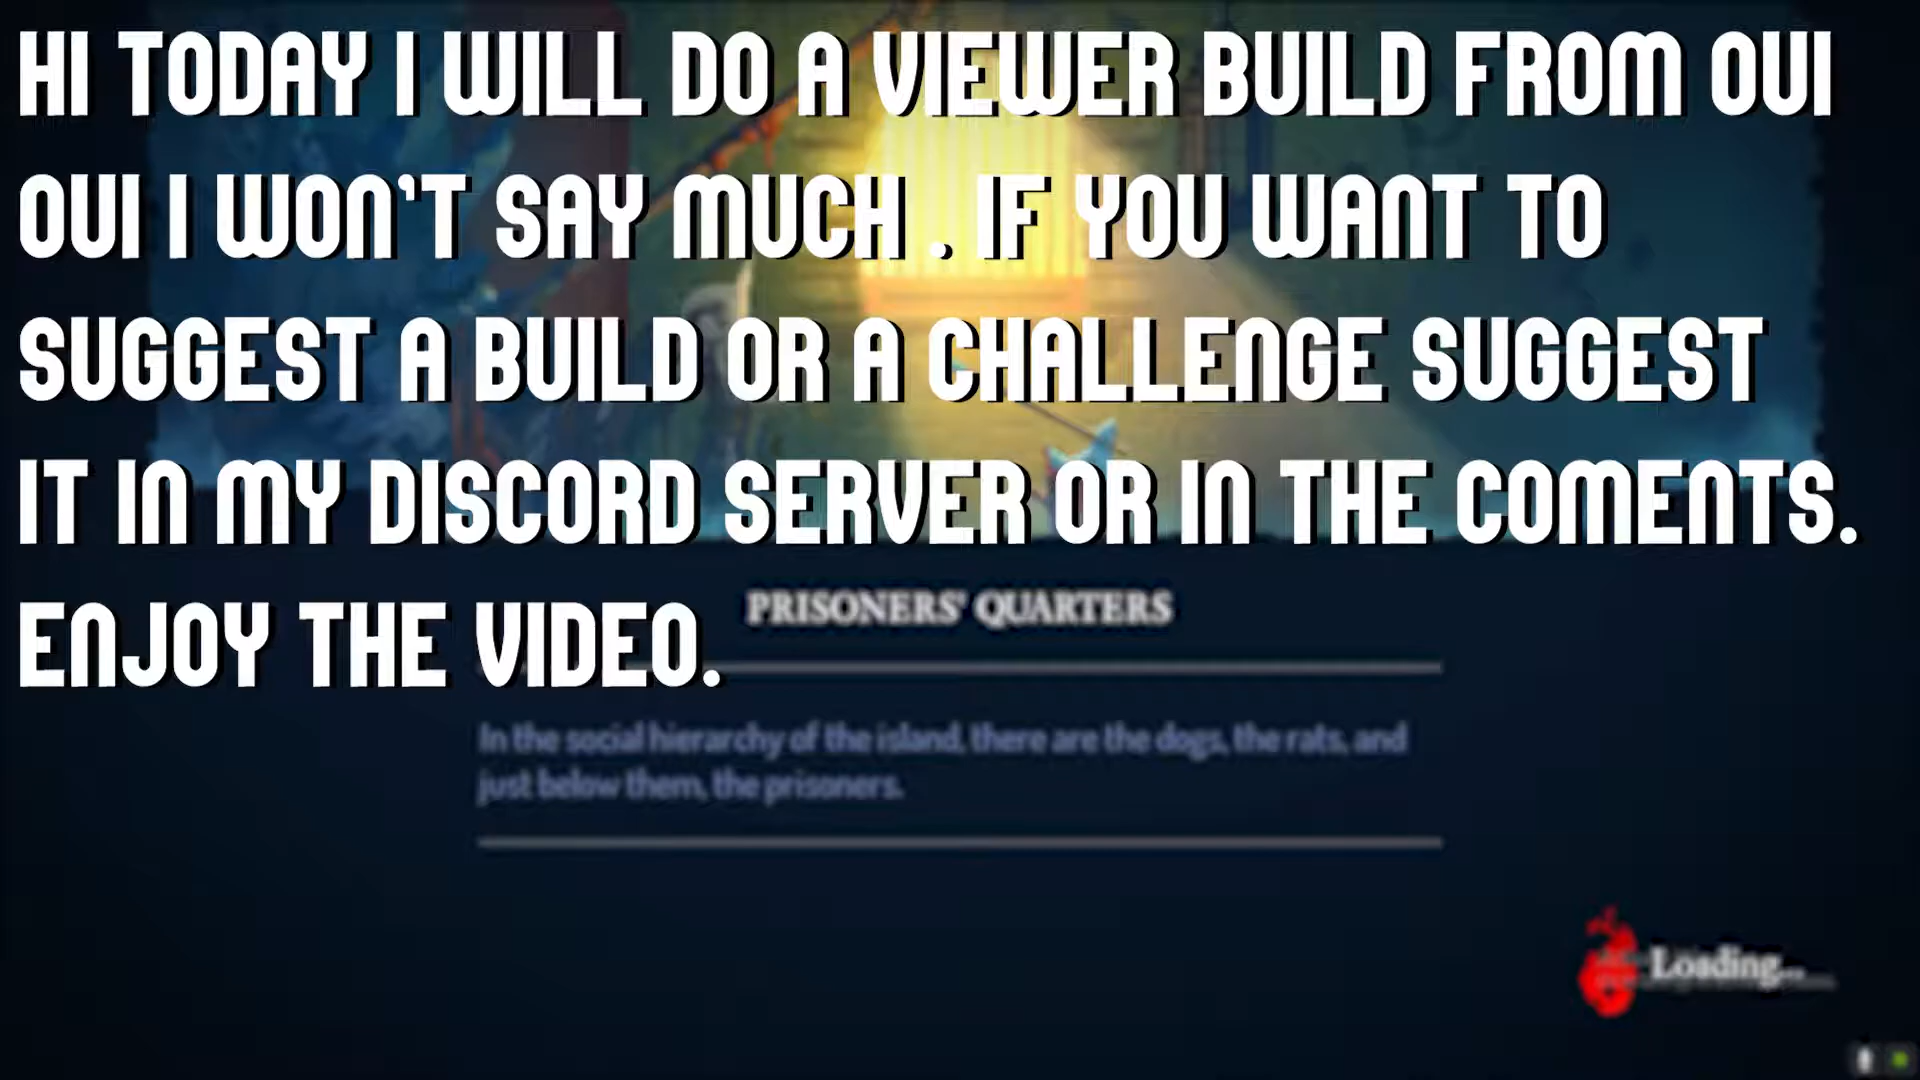 HI TODAY I WILL DO A VIEWER BUILD FROM OUI
OUI I WON'T SAY MUCH . IF YOU WANT TO
SUGGEST A BUILD OR A CHALLENGE SUGGEST
IT IN MY DISCORD SERVER OR IN THE COMENTS.
ENJOY THE VIDEO.
PRISONERS' QUARTERS
In the social hierarchy of the island, there are the dogs, the rats, and
just below them, the prisoners.
Loading...